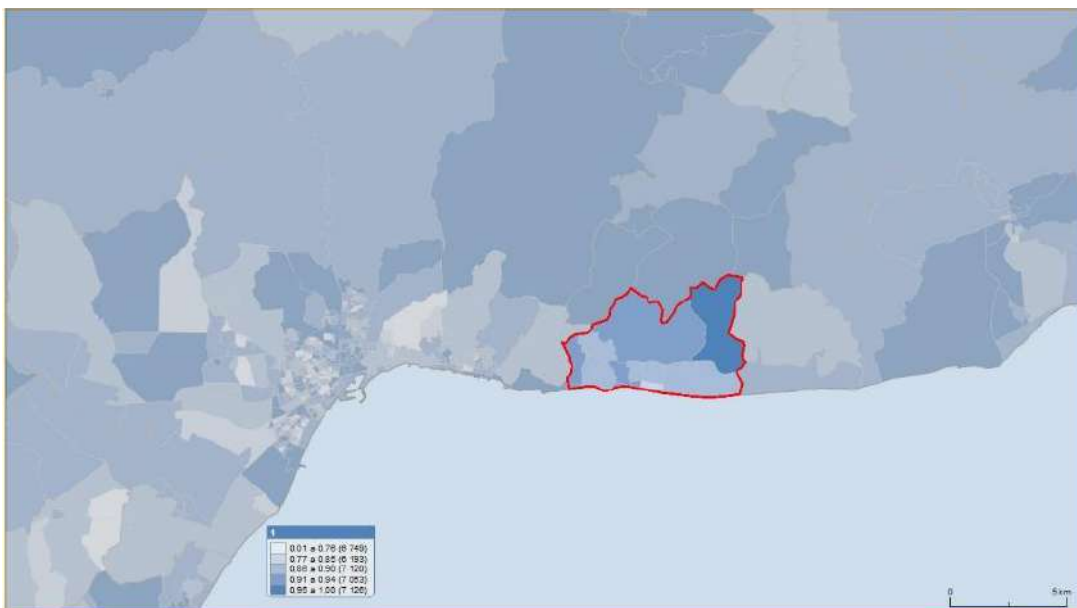 1
0.01 a 0.76 (6 749)
0.77 a 0.85 (6 193)
0.86 a 0.90 (7 120)
0.91 a 0.94 (7 053)
0.95 a 1.00 (7 126)
0 5 km